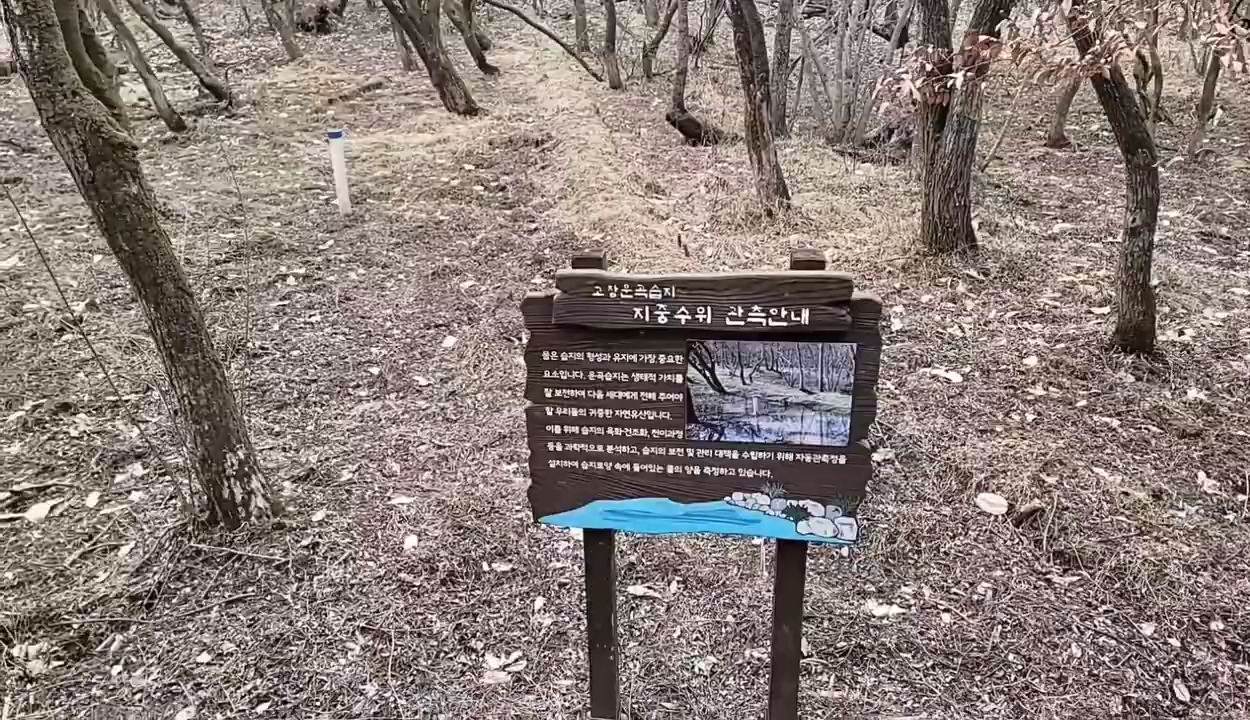 고창운곡습지
지중수위 관측안내
물은 습지의 형성과 유지에 가장 중요한
요소입니다. 운곡습지는 생태적 가치를
잘 보전하여 다음 세대에게 전해 주어야
할 우리들의 귀중한 자연유산입니다.
이를 위해 습지의 육화·건조화, 천이과정
등을 과학적으로 분석하고, 습지의 보전 및 관리 대책을 수립하기 위해 자동관측정을
설치하여 습지토양 속에 들어있는 물의 양을 측정하고 있습니다.